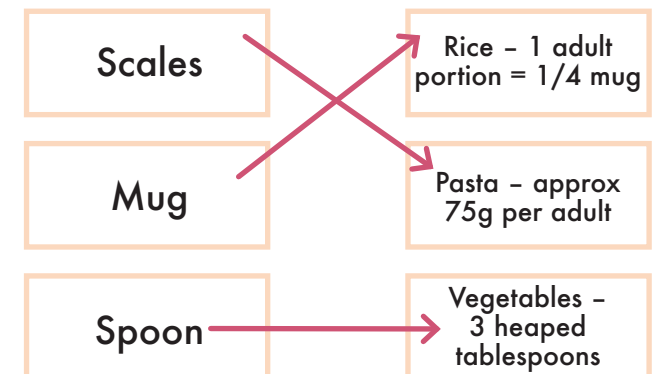 Scales
Rice – 1 adult
portion = 1/4 mug
Mug
Pasta – approx
75g per adult
Spoon
Vegetables –
3 heaped
tablespoons